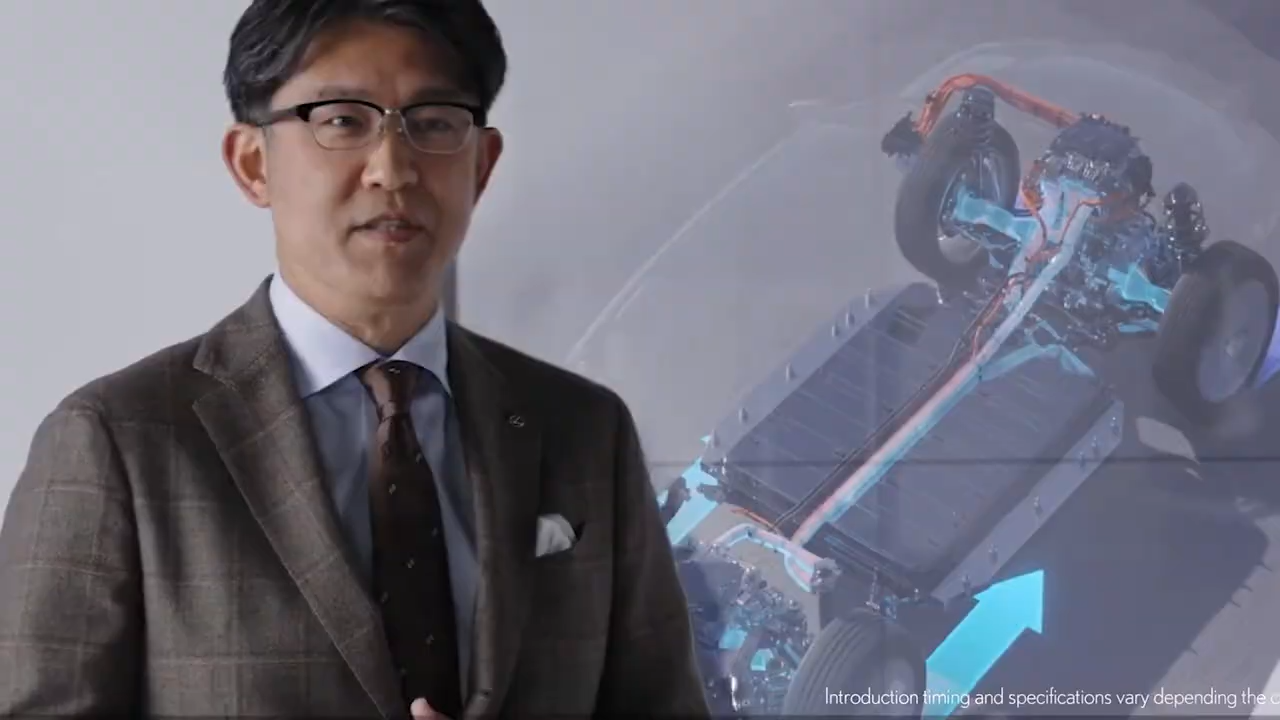 Introduction timing and specifications vary depending the